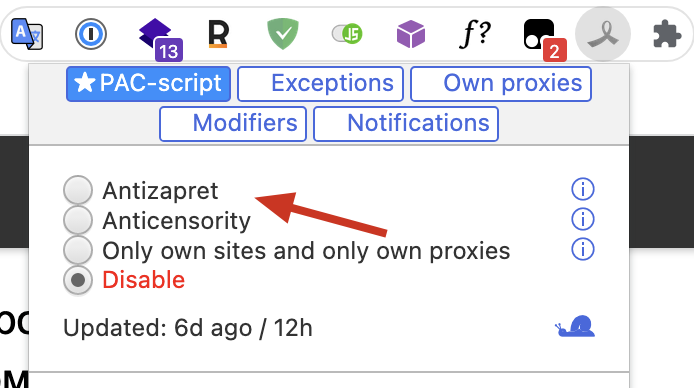 A 文
13
R
JS
f?
2
PAC-script Exceptions Own proxies
Modifiers Notifications
Antizapret
Anticensority
Only own sites and only own proxies
Disable
Updated: 6d ago / 12h